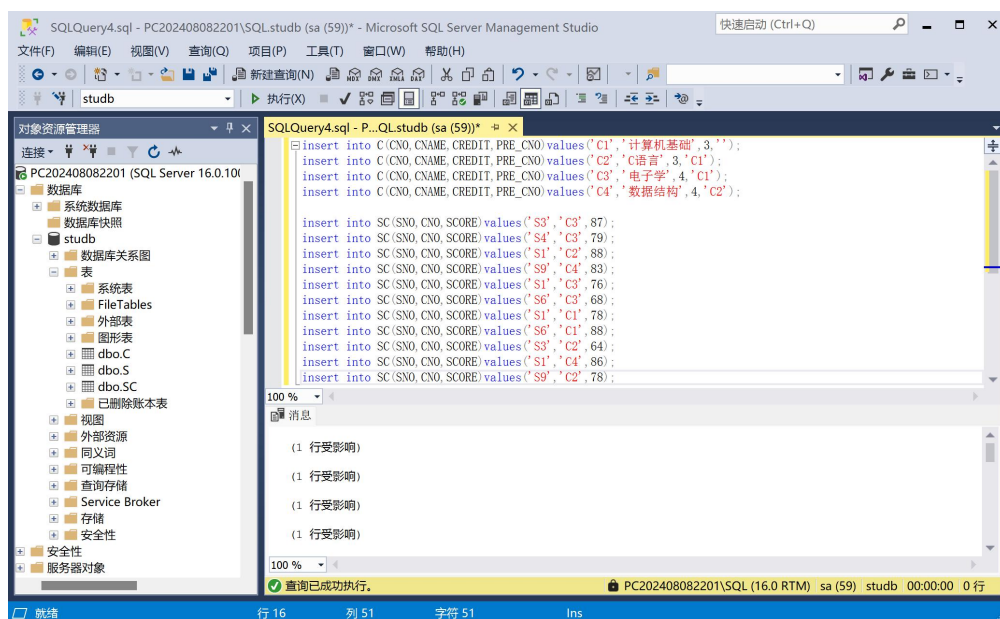 SQLQuery4.sql - PC202408082201\SQL.studb (sa (59))* - Microsoft SQL Server Management Studio
快速启动 (Ctrl+Q)
文件(F) 编辑(E) 视图(V) 查询(Q) 项目(P) 工具(T) 窗口(W) 帮助(H)
新建查询(N)
MDX DMX XMLA DAX
studb
执行(X)
对象资源管理器
连接
PC202408082201 (SQL Server 16.0.100
数据库
系统数据库
数据库快照
studb
数据库关系图
表
系统表
FileTables
外部表
图形表
dbo.C
dbo.S
dbo.SC
已删除账本表
视图
外部资源
同义词
可编程性
查询存储
Service Broker
存储
安全性
安全性
服务器对象
SQLQuery4.sql - P...QL.studb (sa (59))*
insert into C(CNO,CNAME,CREDIT,PRE_CNO)values('C1','计算机基础',3,'');
insert into C(CNO,CNAME,CREDIT,PRE_CNO)values('C2','C语言',3,'C1');
insert into C(CNO,CNAME,CREDIT,PRE_CNO)values('C3','电子学',4,'C1');
insert into C(CNO,CNAME,CREDIT,PRE_CNO)values('C4','数据结构',4,'C2');
insert into SC(SNO,CNO,SCORE)values('S3','C3',87);
insert into SC(SNO,CNO,SCORE)values('S4','C3',79);
insert into SC(SNO,CNO,SCORE)values('S1','C2',88);
insert into SC(SNO,CNO,SCORE)values('S9','C4',83);
insert into SC(SNO,CNO,SCORE)values('S1','C3',76);
insert into SC(SNO,CNO,SCORE)values('S6','C3',68);
insert into SC(SNO,CNO,SCORE)values('S1','C1',78);
insert into SC(SNO,CNO,SCORE)values('S6','C1',88);
insert into SC(SNO,CNO,SCORE)values('S3','C2',64);
insert into SC(SNO,CNO,SCORE)values('S1','C4',86);
insert into SC(SNO,CNO,SCORE)values('S9','C2',78);
100 %
消息
(1 行受影响)
(1 行受影响)
(1 行受影响)
(1 行受影响)
100 %
查询已成功执行。
PC202408082201\SQL (16.0 RTM) sa (59) studb 00:00:00 0 行
就绪
行 16 列 51 字符 51 Ins